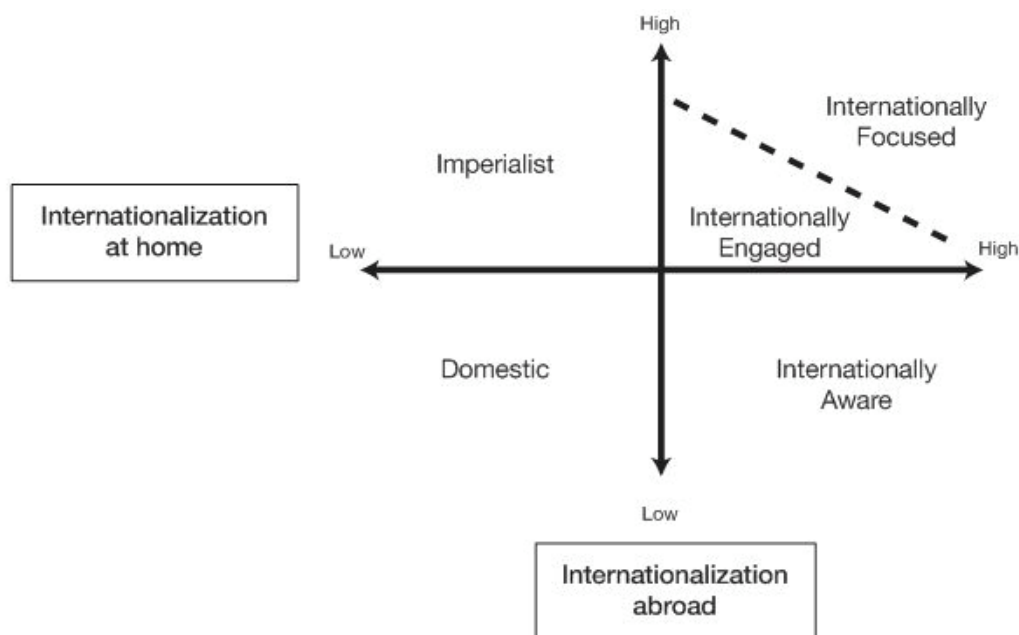 High
Internationally
Focused
Imperialist
Internationalization
at home
Internationally
Engaged
Low
High
Domestic
Internationally
Aware
Low
Internationalization
abroad